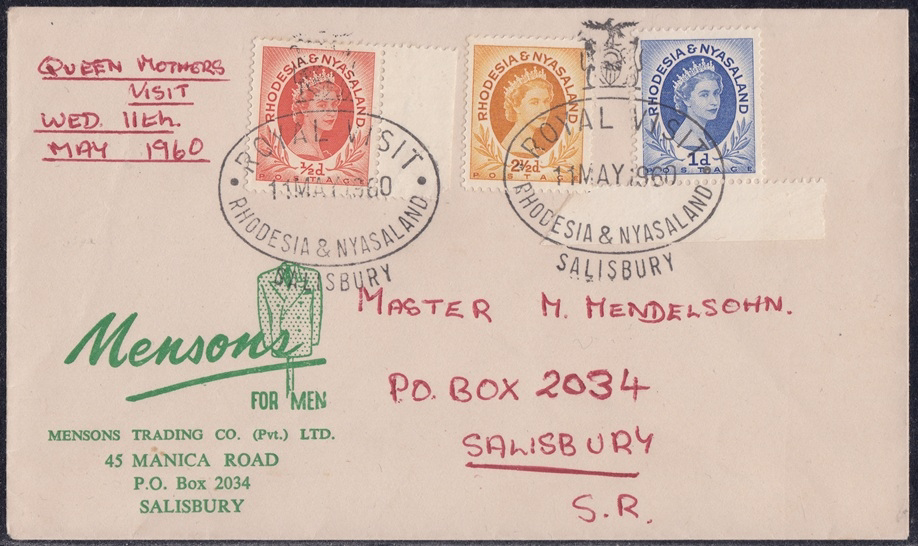 QUEEN MOTHERS
VISIT
WED. 11th.
MAY 1960
RHODESIA & NYASALAND
½d
POSTAGE
RHODESIA & NYASALAND
2½d
POSTAGE
RHODESIA & NYASALAND
1d
POSTAGE
ROYAL VISIT
11 MAY 1960
RHODESIA & NYASALAND
SALISBURY
ROYAL VISIT
11 MAY 1960
RHODESIA & NYASALAND
SALISBURY
Mensons
FOR MEN
MENSONS TRADING CO. (Pvt.) LTD.
45 MANICA ROAD
P.O. Box 2034
SALISBURY
MASTER M. MENDELSOHN.
PO. BOX 2034
SALISBURY
S.R.